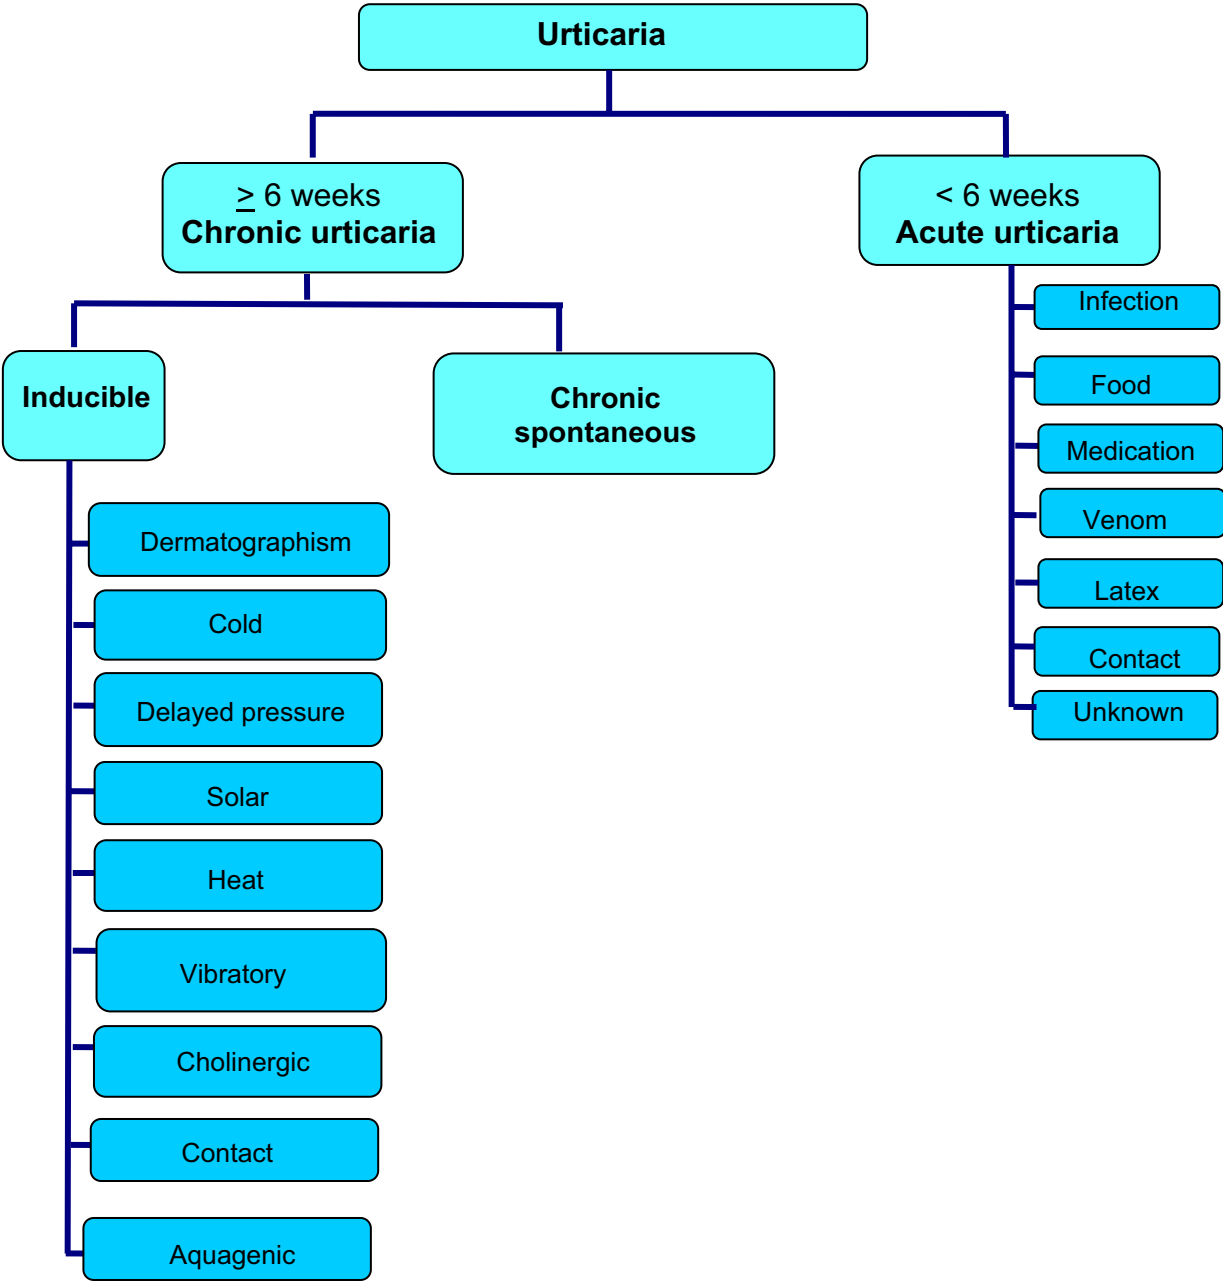 Urticaria
≥ 6 weeks
Chronic urticaria
< 6 weeks
Acute urticaria
Inducible
Chronic
spontaneous
Dermatographism
Cold
Delayed pressure
Solar
Heat
Vibratory
Cholinergic
Contact
Aquagenic
Infection
Food
Medication
Venom
Latex
Contact
Unknown